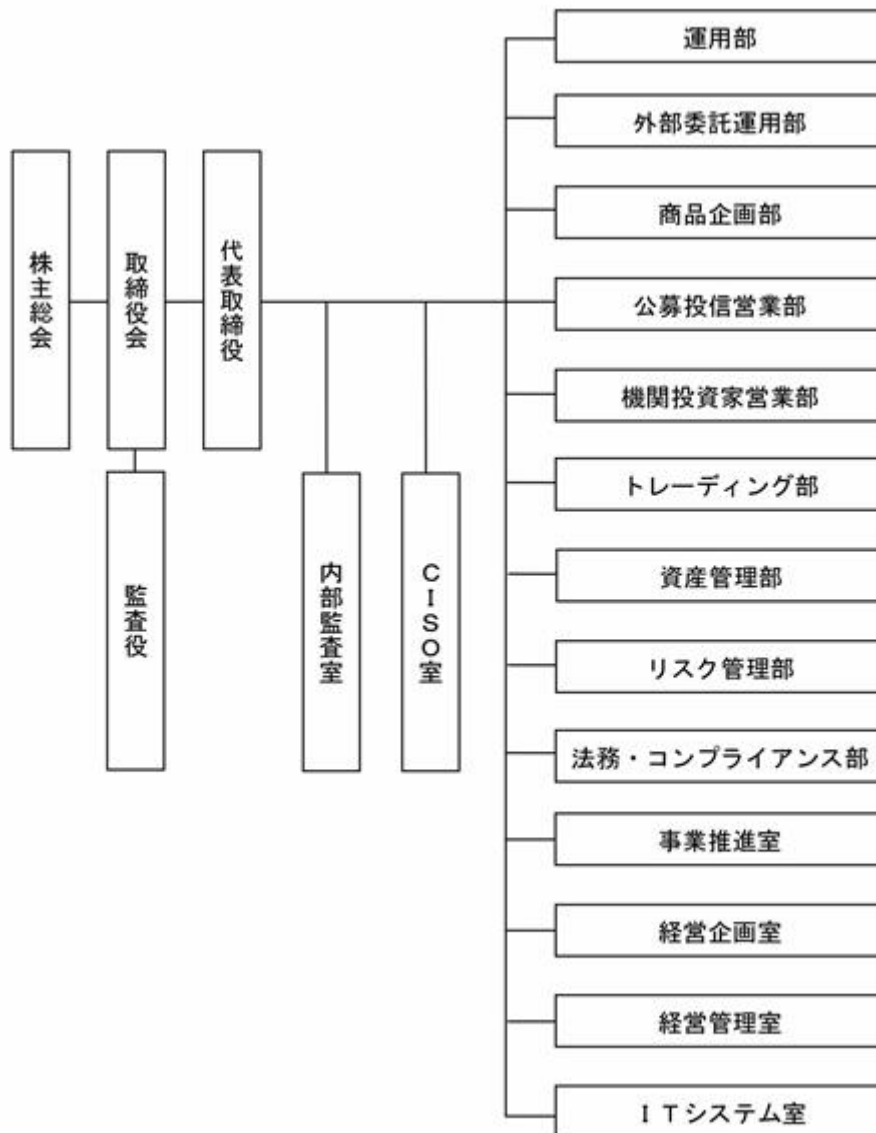 株主総会
取締役会
代表取締役
監査役
内部監査室
CISO室
運用部
外部委託運用部
商品企画部
公募投信営業部
機関投資家営業部
トレーディング部
資産管理部
リスク管理部
法務・コンプライアンス部
事業推進室
経営企画室
経営管理室
ITシステム室